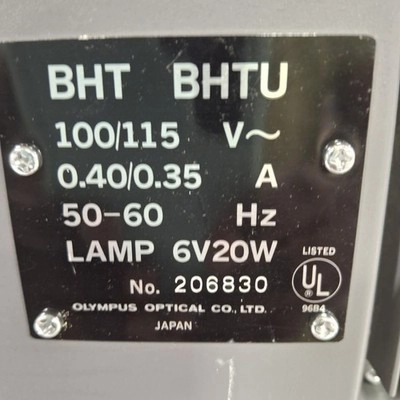 BHT BHTU
100/115 V~
0.40/0.35 A
50-60 Hz
LAMP 6V20W
LISTED
UL
®
No. 206830
96B4
OLYMPUS OPTICAL CO., LTD.
JAPAN